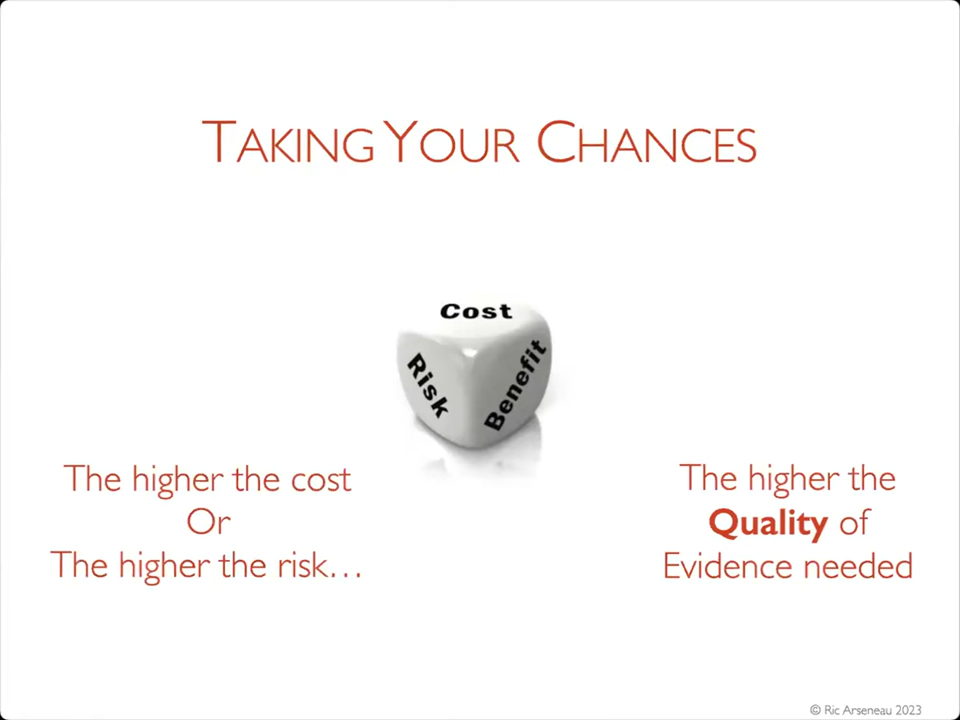 TAKING YOUR CHANCES
Cost
Risk
Benefit
The higher the cost
Or
The higher the risk...
The higher the
Quality of
Evidence needed
© Ric Arseneau 2023